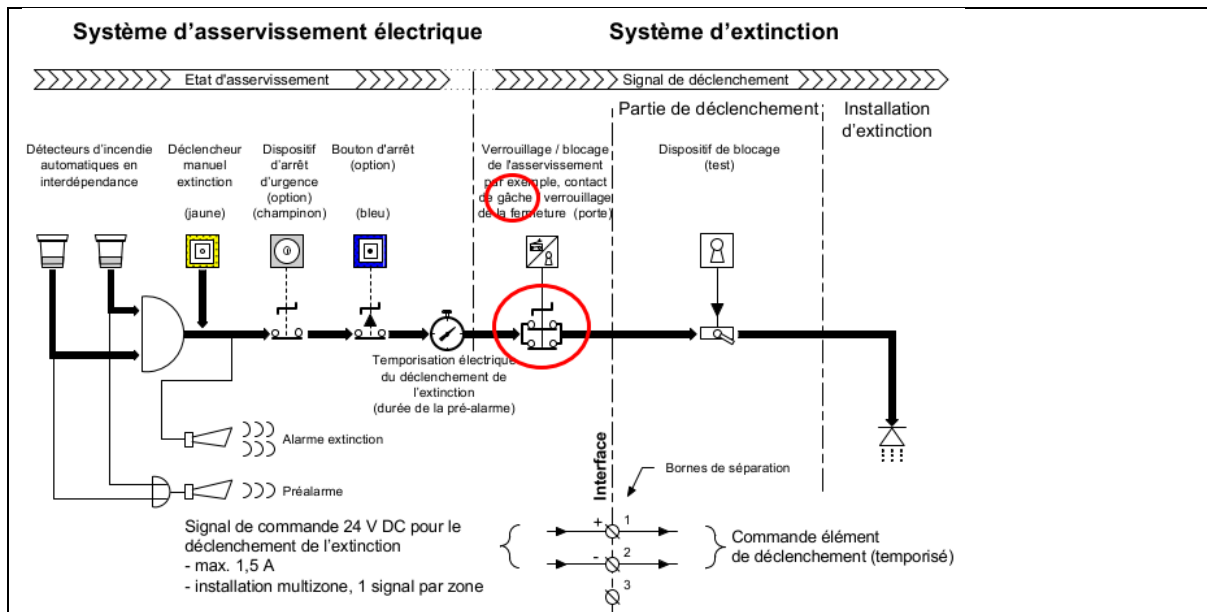 Système d'asservissement électrique
Système d'extinction
Etat d'asservissement
Signal de déclenchement
Partie de déclenchement
Installation
d'extinction
Détecteurs d'incendie
automatiques en
interdépendance
Déclencheur
manuel
extinction
(jaune)
Dispositif
d'arrêt
d'urgence
(option)
(champinon)
Bouton d'arrêt
(option)
(bleu)
Verrouillage / blocage
de l'asservissement
par exemple, contact
de gâche / verrouillage
de la fermeture (porte)
Dispositif de blocage
(test)
Temporisation électrique
du déclenchement de
l'extinction
(durée de la pré-alarme)
Alarme extinction
Préalarme
Interface
Bornes de séparation
Signal de commande 24 V DC pour le
déclenchement de l'extinction
- max. 1,5 A
- installation multizone, 1 signal par zone
+ 1
- 2
3
Commande élément
de déclenchement (temporisé)